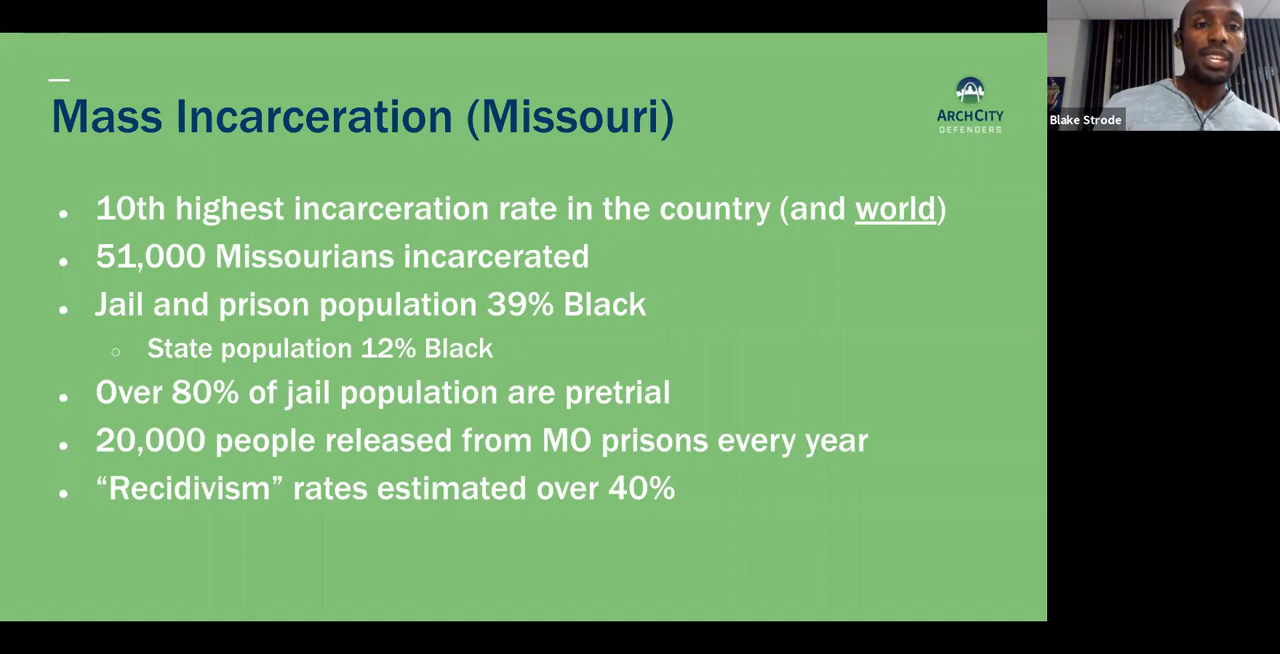 Mass Incarceration (Missouri)
ARCHCITY
DEFENDERS
10th highest incarceration rate in the country (and world)
51,000 Missourians incarcerated
Jail and prison population 39% Black
State population 12% Black
Over 80% of jail population are pretrial
20,000 people released from MO prisons every year
“Recidivism” rates estimated over 40%
Blake Strode